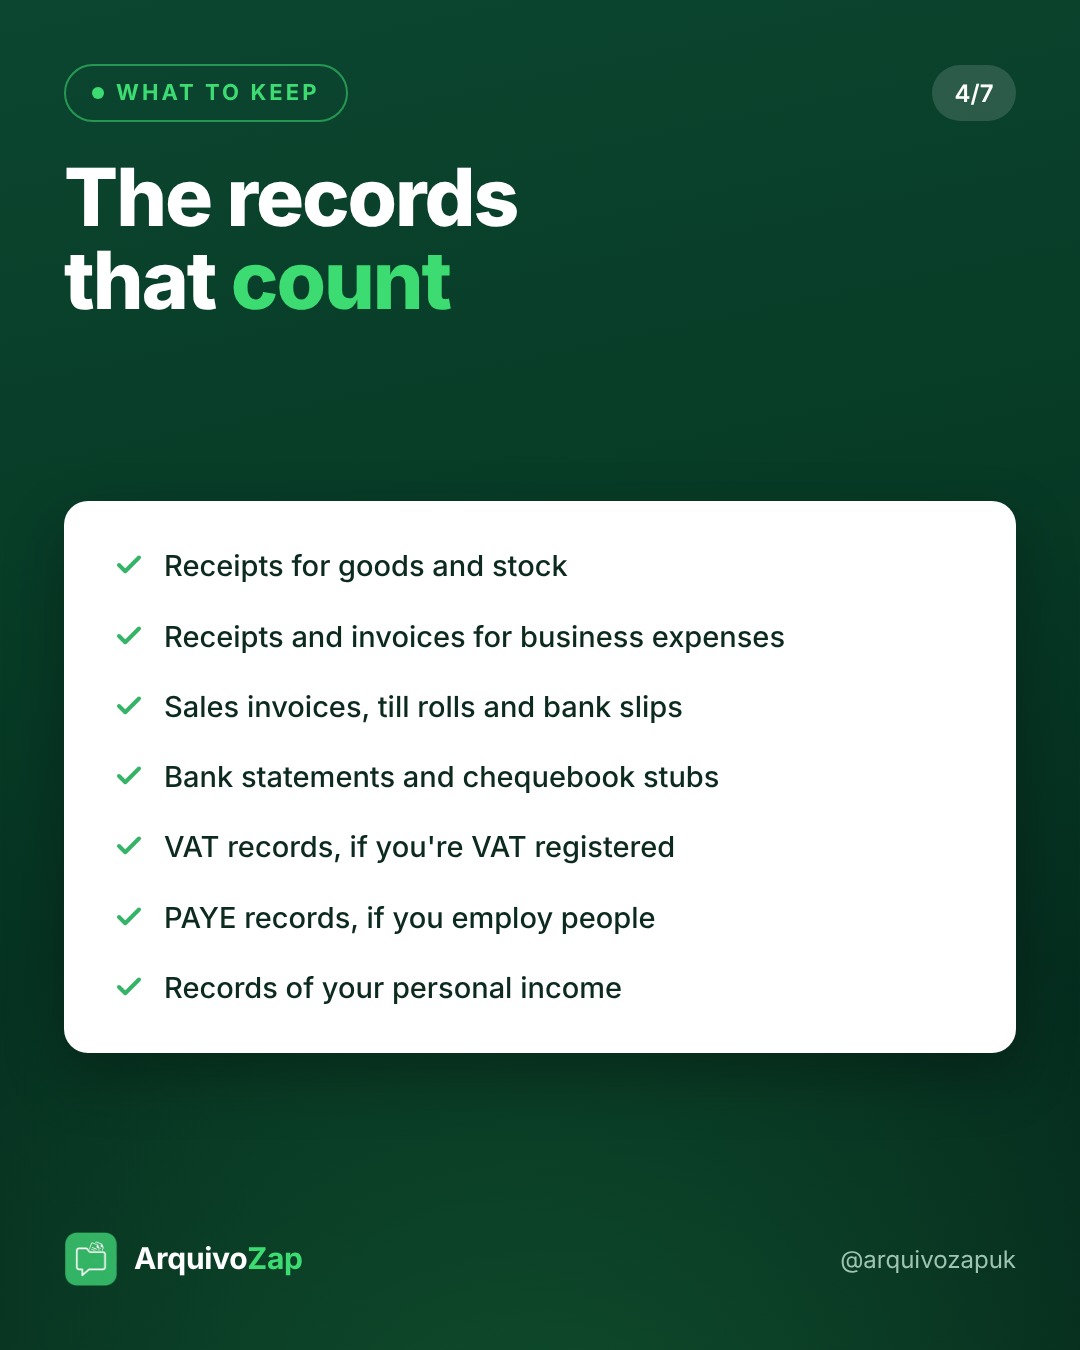 WHAT TO KEEP
4/7
The records
that count
Receipts for goods and stock
Receipts and invoices for business expenses
Sales invoices, till rolls and bank slips
Bank statements and chequebook stubs
VAT records, if you're VAT registered
PAYE records, if you employ people
Records of your personal income
ArquivoZap
@arquivozapuk